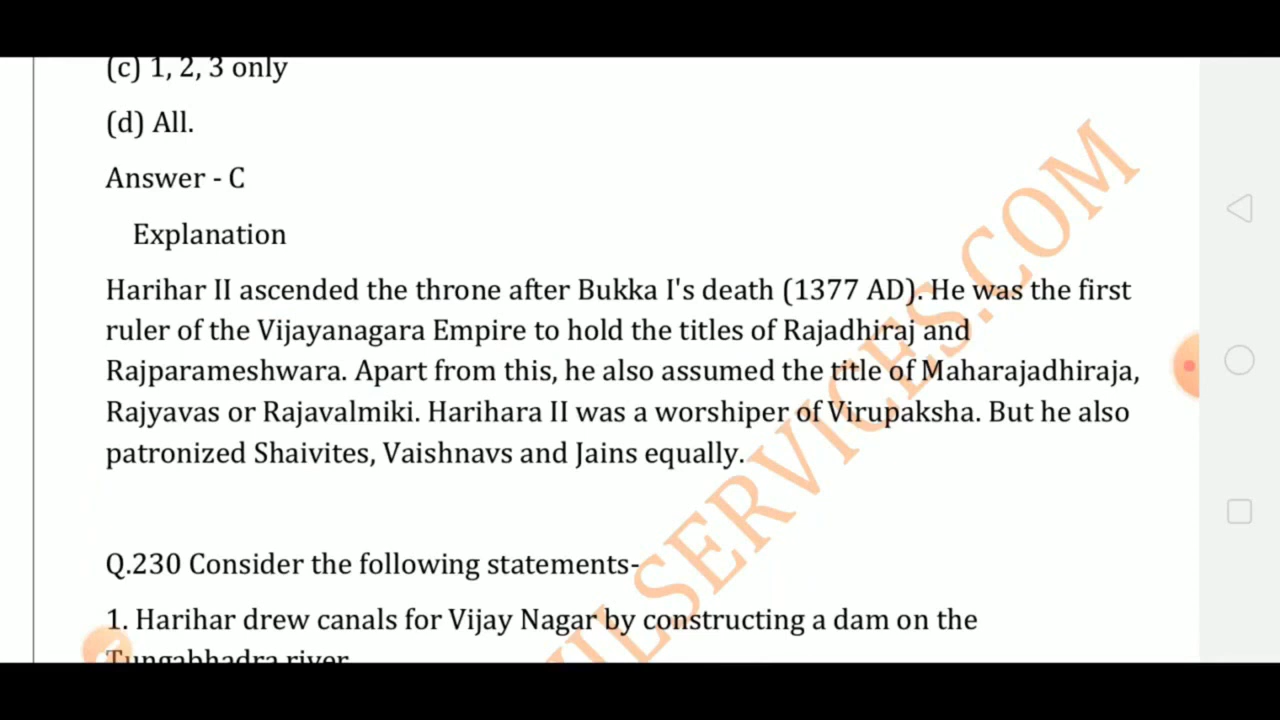 (c) 1, 2, 3 only
(d) All.
Answer - C
Explanation
Harihar II ascended the throne after Bukka I's death (1377 AD). He was the first
ruler of the Vijayanagara Empire to hold the titles of Rajadhiraj and
Rajparameshwara. Apart from this, he also assumed the title of Maharajadhiraja,
Rajyavas or Rajavalmiki. Harihara II was a worshiper of Virupaksha. But he also
patronized Shaivites, Vaishnavs and Jains equally.
Q.230 Consider the following statements-
1. Harihar drew canals for Vijay Nagar by constructing a dam on the
Tungabhadra river
VILSERVICES.COM